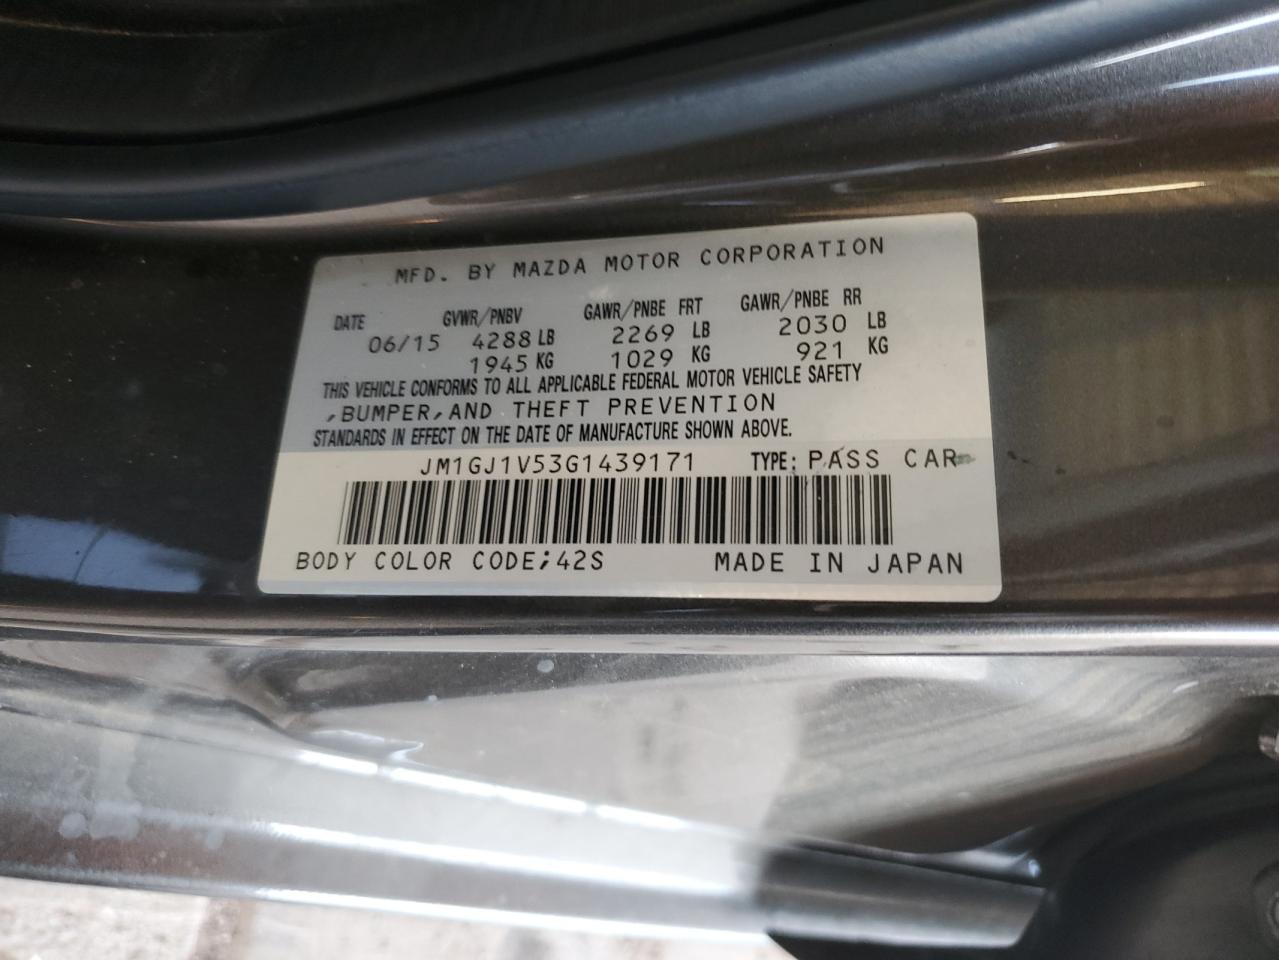 MFD. BY MAZDA MOTOR CORPORATION
DATE GVWR/PNBV GAWR/PNBE FRT GAWR/PNBE RR
06/15 4288 LB 2269 LB 2030 LB
1945 KG 1029 KG 921 KG
THIS VEHICLE CONFORMS TO ALL APPLICABLE FEDERAL MOTOR VEHICLE SAFETY
,BUMPER,AND THEFT PREVENTION
STANDARDS IN EFFECT ON THE DATE OF MANUFACTURE SHOWN ABOVE.
JM1GJ1V53G1439171 TYPE: PASS CAR
BODY COLOR CODE;42S MADE IN JAPAN